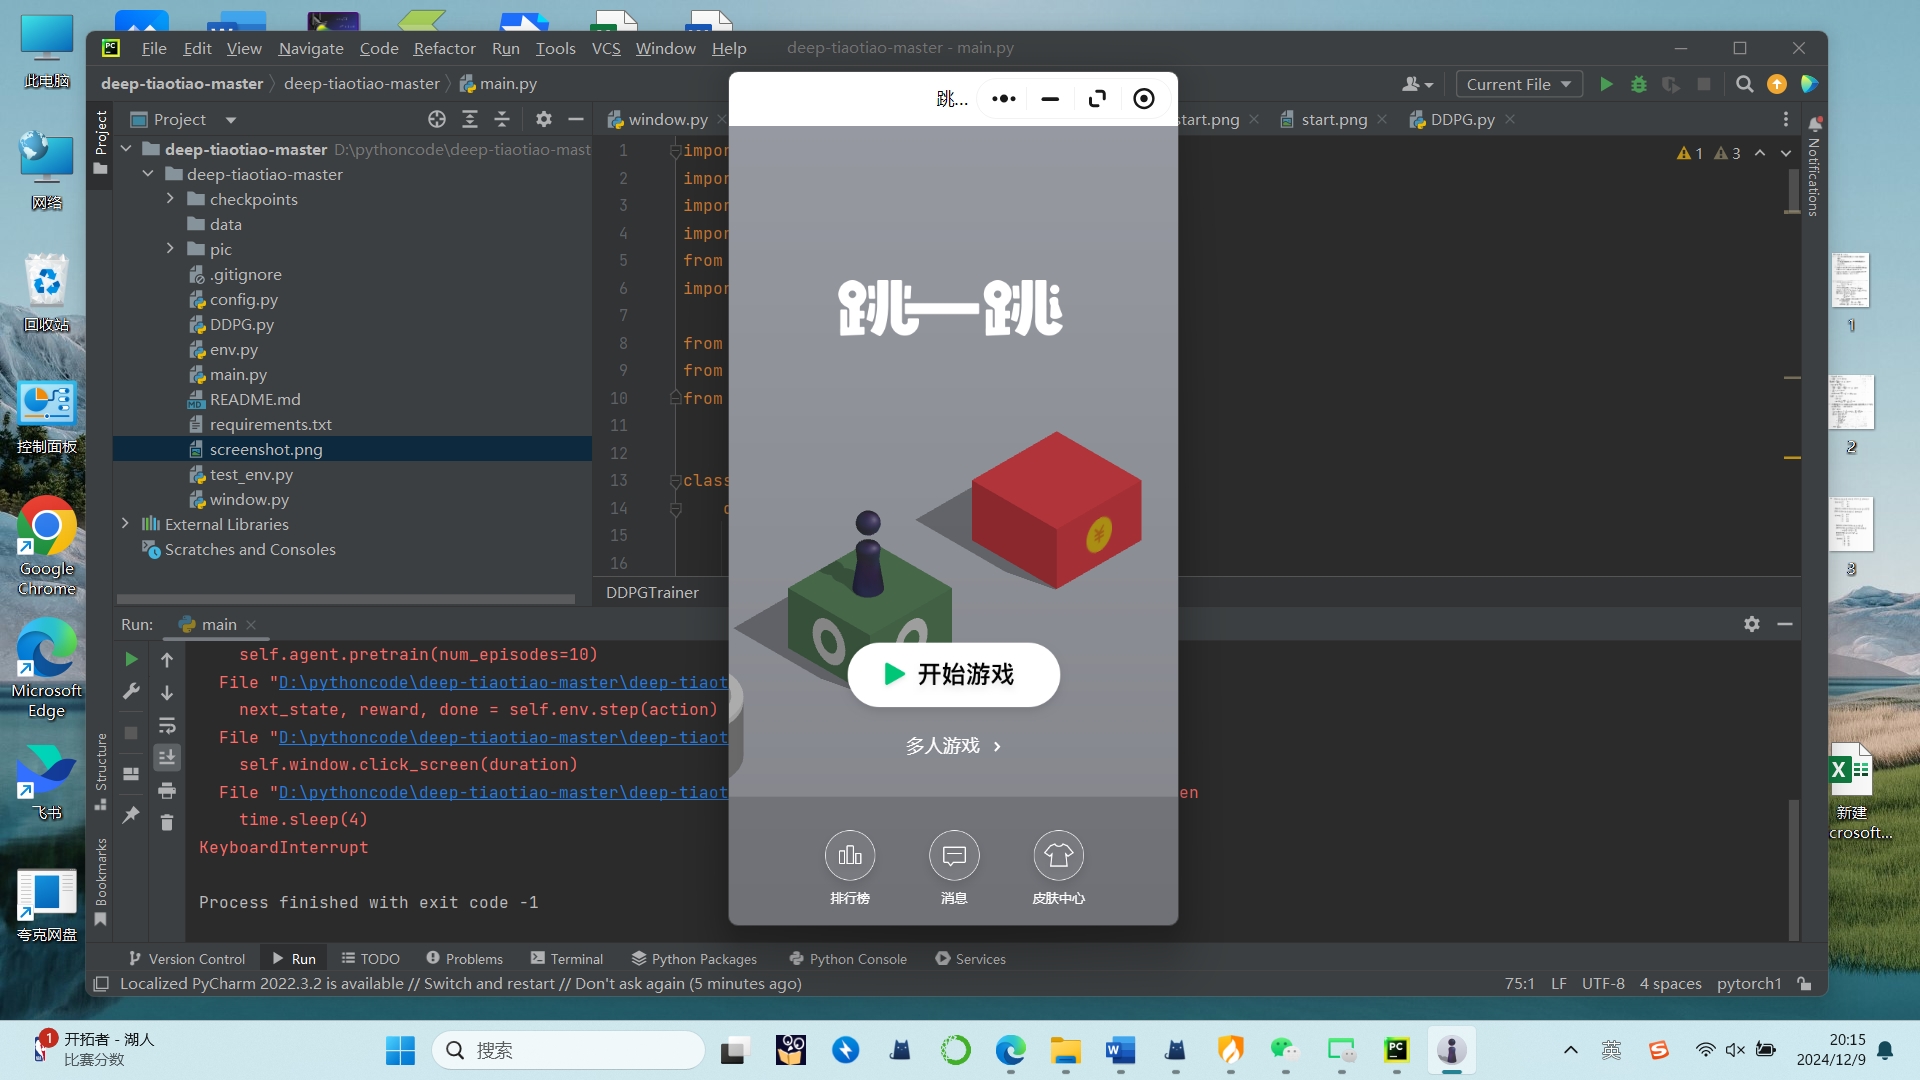 File Edit View Navigate Code Refactor Run Tools VCS Window Help deep-tiaotiao-master - main.py
deep-tiaotiao-master deep-tiaotiao-master main.py
Current File
跳...
Project
window.py
start.png
start.png
DDPG.py
deep-tiaotiao-master D:\pythoncode\deep-tiaotiao-mast
deep-tiaotiao-master
checkpoints
data
pic
.gitignore
config.py
DDPG.py
env.py
main.py
README.md
requirements.txt
screenshot.png
test_env.py
window.py
External Libraries
Scratches and Consoles
Project
Structure
Bookmarks
Notifications
1 3
1 impor
2 impor
3 impor
4 impor
5 from
6 impor
7
8 from
9 from
10 from
11
12
13 class
14
15
16
DDPGTrainer
跳一跳
开始游戏
多人游戏
排行榜 消息 皮肤中心
Run: main
self.agent.pretrain(num_episodes=10)
File "D:\pythoncode\deep-tiaotiao-master\deep-tiaot
next_state, reward, done = self.env.step(action)
File "D:\pythoncode\deep-tiaotiao-master\deep-tiaot
self.window.click_screen(duration)
File "D:\pythoncode\deep-tiaotiao-master\deep-tiaot en
time.sleep(4)
KeyboardInterrupt
Process finished with exit code -1
Version Control Run TODO Problems Terminal Python Packages Python Console Services
Localized PyCharm 2022.3.2 is available // Switch and restart // Don't ask again (5 minutes ago)
75:1 LF UTF-8 4 spaces pytorch1
此电脑
网络
回收站
控制面板
Google
Chrome
Microsoft
Edge
飞书
夸克网盘
1
2
3
新建
crosoft...
1
开拓者 - 湖人
比赛分数
搜索
英
20:15
2024/12/9